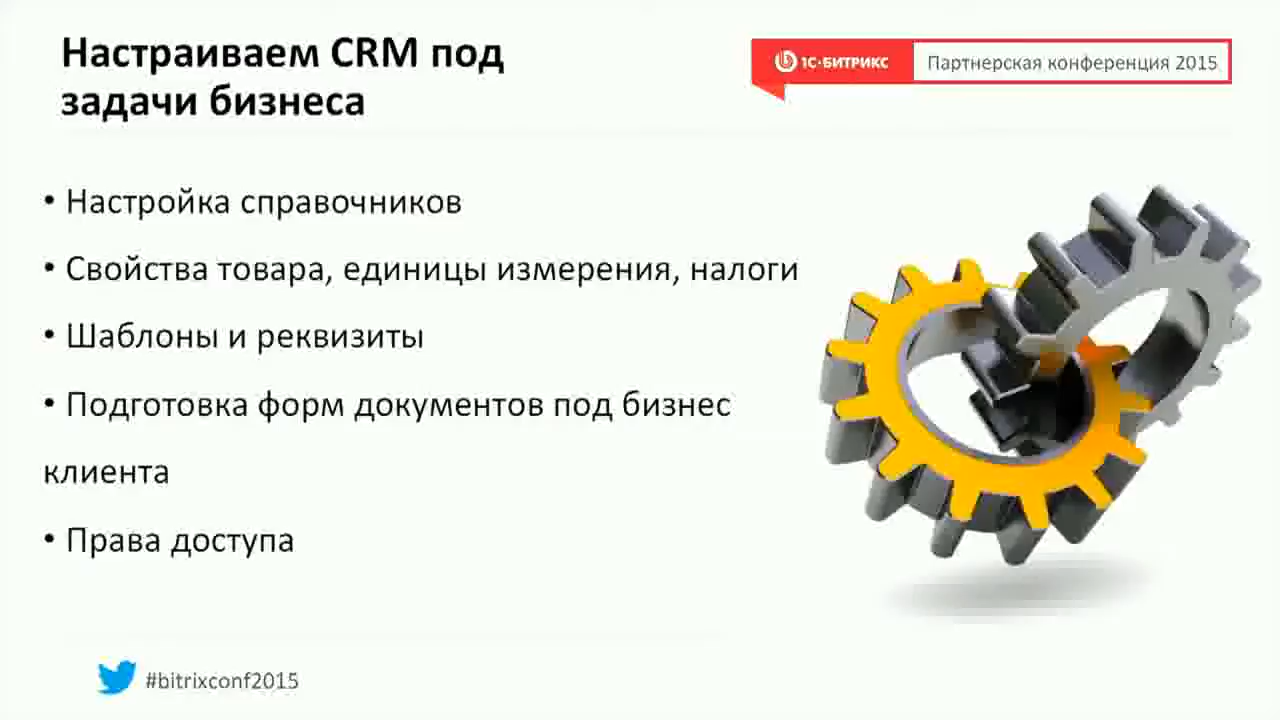 Настраиваем CRM под
задачи бизнеса
1С-БИТРИКС
Партнерская конференция 2015
• Настройка справочников
• Свойства товара, единицы измерения, налоги
• Шаблоны и реквизиты
• Подготовка форм документов под бизнес
клиента
• Права доступа
#bitrixconf2015